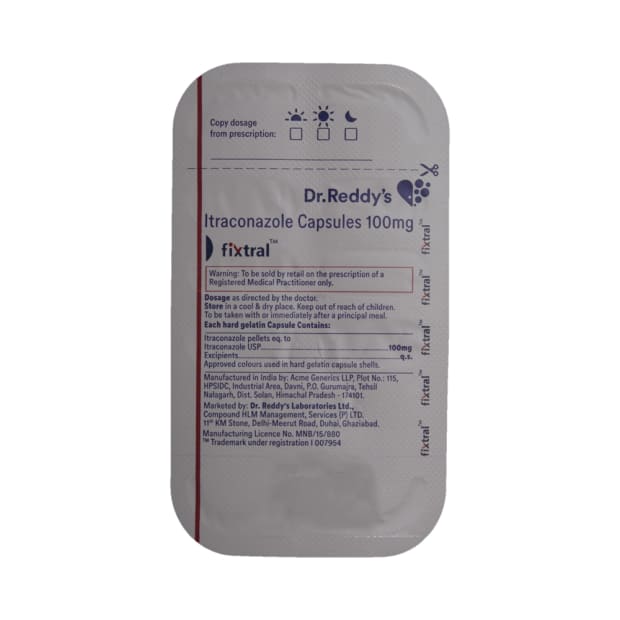 Copy dosage
from prescription:
Dr.Reddy's
Itraconazole Capsules 100mg
fixtral™
Warning: To be sold by retail on the prescription of a
Registered Medical Practitioner only.
Dosage as directed by the doctor.
Store in a cool & dry place. Keep out of reach of children.
To be taken with or immediately after a principal meal.
Each hard gelatin Capsule Contains:
Itraconazole pellets eq. to
Itraconazole USP 100mg
Excipients q.s.
Approved colours used in hard gelatin capsule shells.
Manufactured in India by: Acme Generics LLP, Plot No.: 115,
HPSIDC, Industrial Area, Davni, P.O. Gurumajra, Tehsil
Nalagarh, Dist. Solan, Himachal Pradesh - 174101.
Marketed by: Dr. Reddy's Laboratories Ltd.,
Compound HLM Management, Services (P) LTD.
11st KM Stone, Delhi-Meerut Road, Duhai, Ghaziabad.
Manufacturing Licence No. MNB/15/880
™ Trademark under registration I 007954
fixtral™
fixtral™
fixtral™
fixtral™
fixtral™